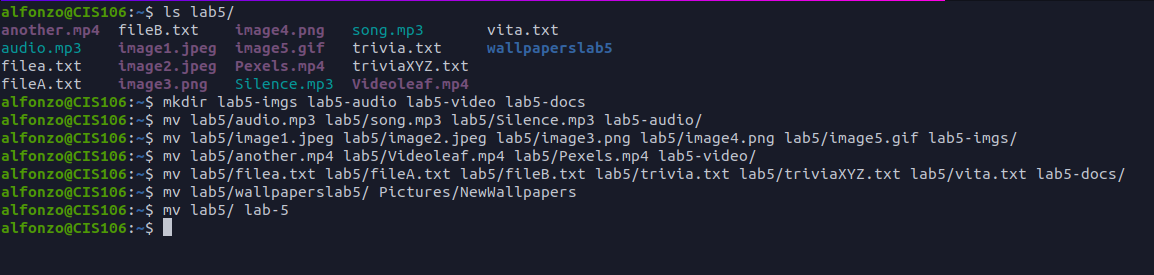 alfonzo@CIS106:~$ ls lab5/
another.mp4 fileB.txt image4.png song.mp3 vita.txt
audio.mp3 image1.jpeg image5.gif trivia.txt wallpaperslab5
filea.txt image2.jpeg Pexels.mp4 triviaXYZ.txt
fileA.txt image3.png Silence.mp3 Videoleaf.mp4
alfonzo@CIS106:~$ mkdir lab5-imgs lab5-audio lab5-video lab5-docs
alfonzo@CIS106:~$ mv lab5/audio.mp3 lab5/song.mp3 lab5/Silence.mp3 lab5-audio/
alfonzo@CIS106:~$ mv lab5/image1.jpeg lab5/image2.jpeg lab5/image3.png lab5/image4.png lab5/image5.gif lab5-imgs/
alfonzo@CIS106:~$ mv lab5/another.mp4 lab5/Videoleaf.mp4 lab5/Pexels.mp4 lab5-video/
alfonzo@CIS106:~$ mv lab5/filea.txt lab5/fileA.txt lab5/fileB.txt lab5/trivia.txt lab5/triviaXYZ.txt lab5/vita.txt lab5-docs/
alfonzo@CIS106:~$ mv lab5/wallpaperslab5/ Pictures/NewWallpapers
alfonzo@CIS106:~$ mv lab5/ lab-5
alfonzo@CIS106:~$